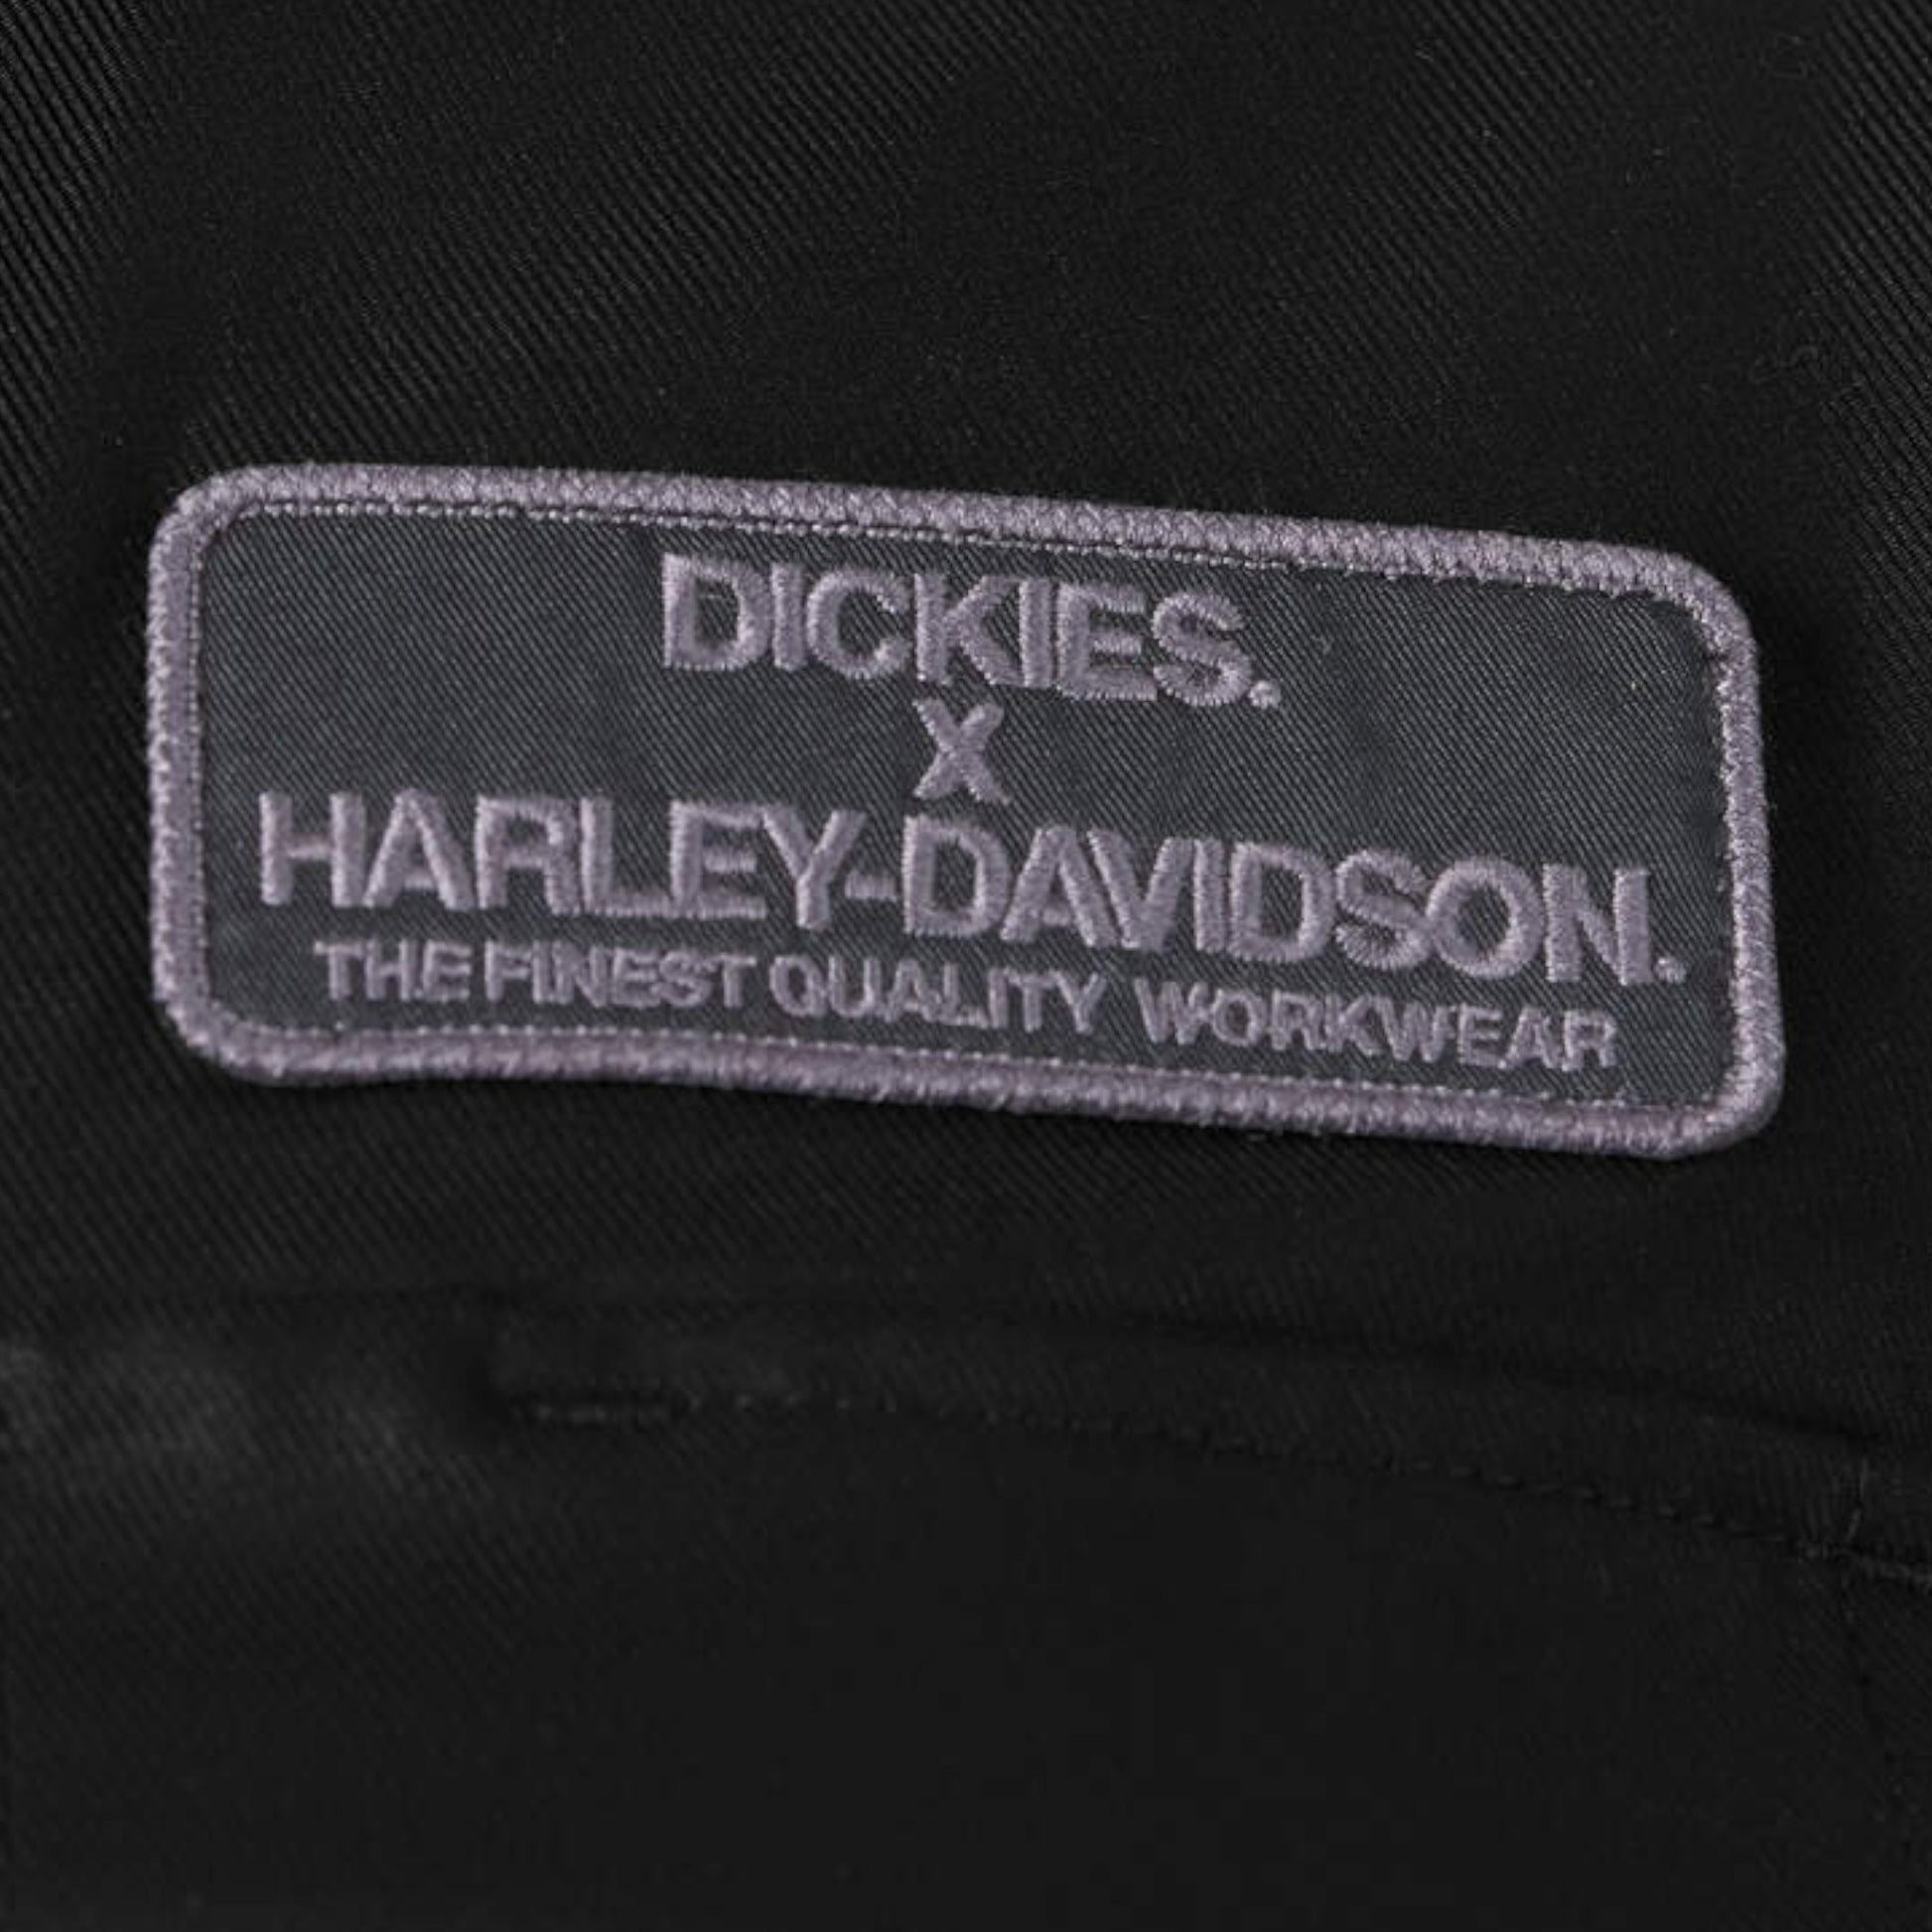 DICKIES.
X
HARLEY-DAVIDSON.
THE FINEST QUALITY WORKWEAR